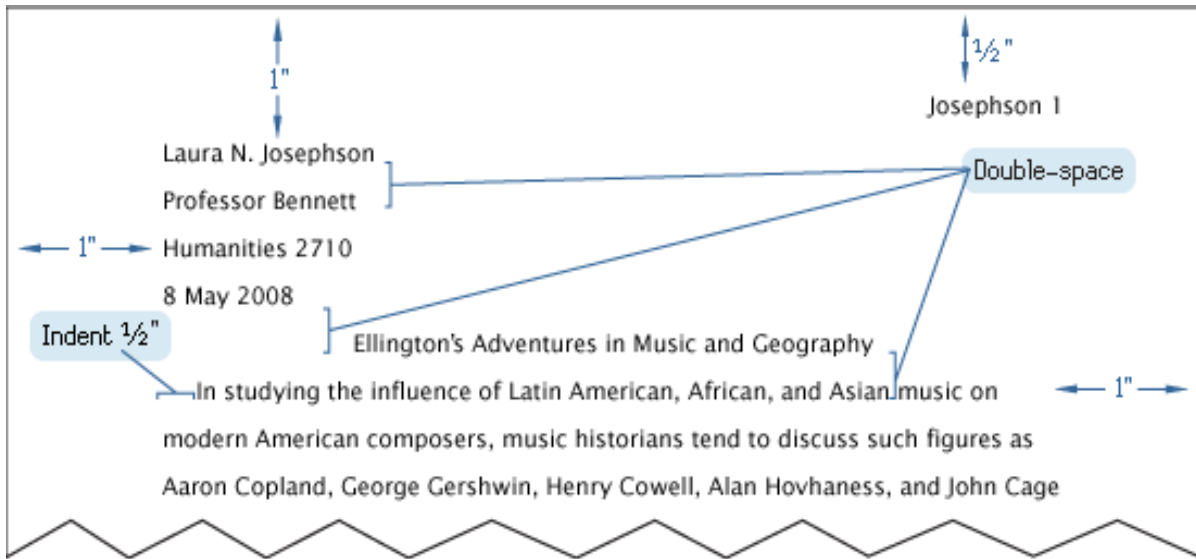 1"
½"
Josephson 1
Laura N. Josephson
Double-space
Professor Bennett
1"
Humanities 2710
8 May 2008
Indent ½"
Ellington's Adventures in Music and Geography
In studying the influence of Latin American, African, and Asian music on
1"
modern American composers, music historians tend to discuss such figures as
Aaron Copland, George Gershwin, Henry Cowell, Alan Hovhaness, and John Cage